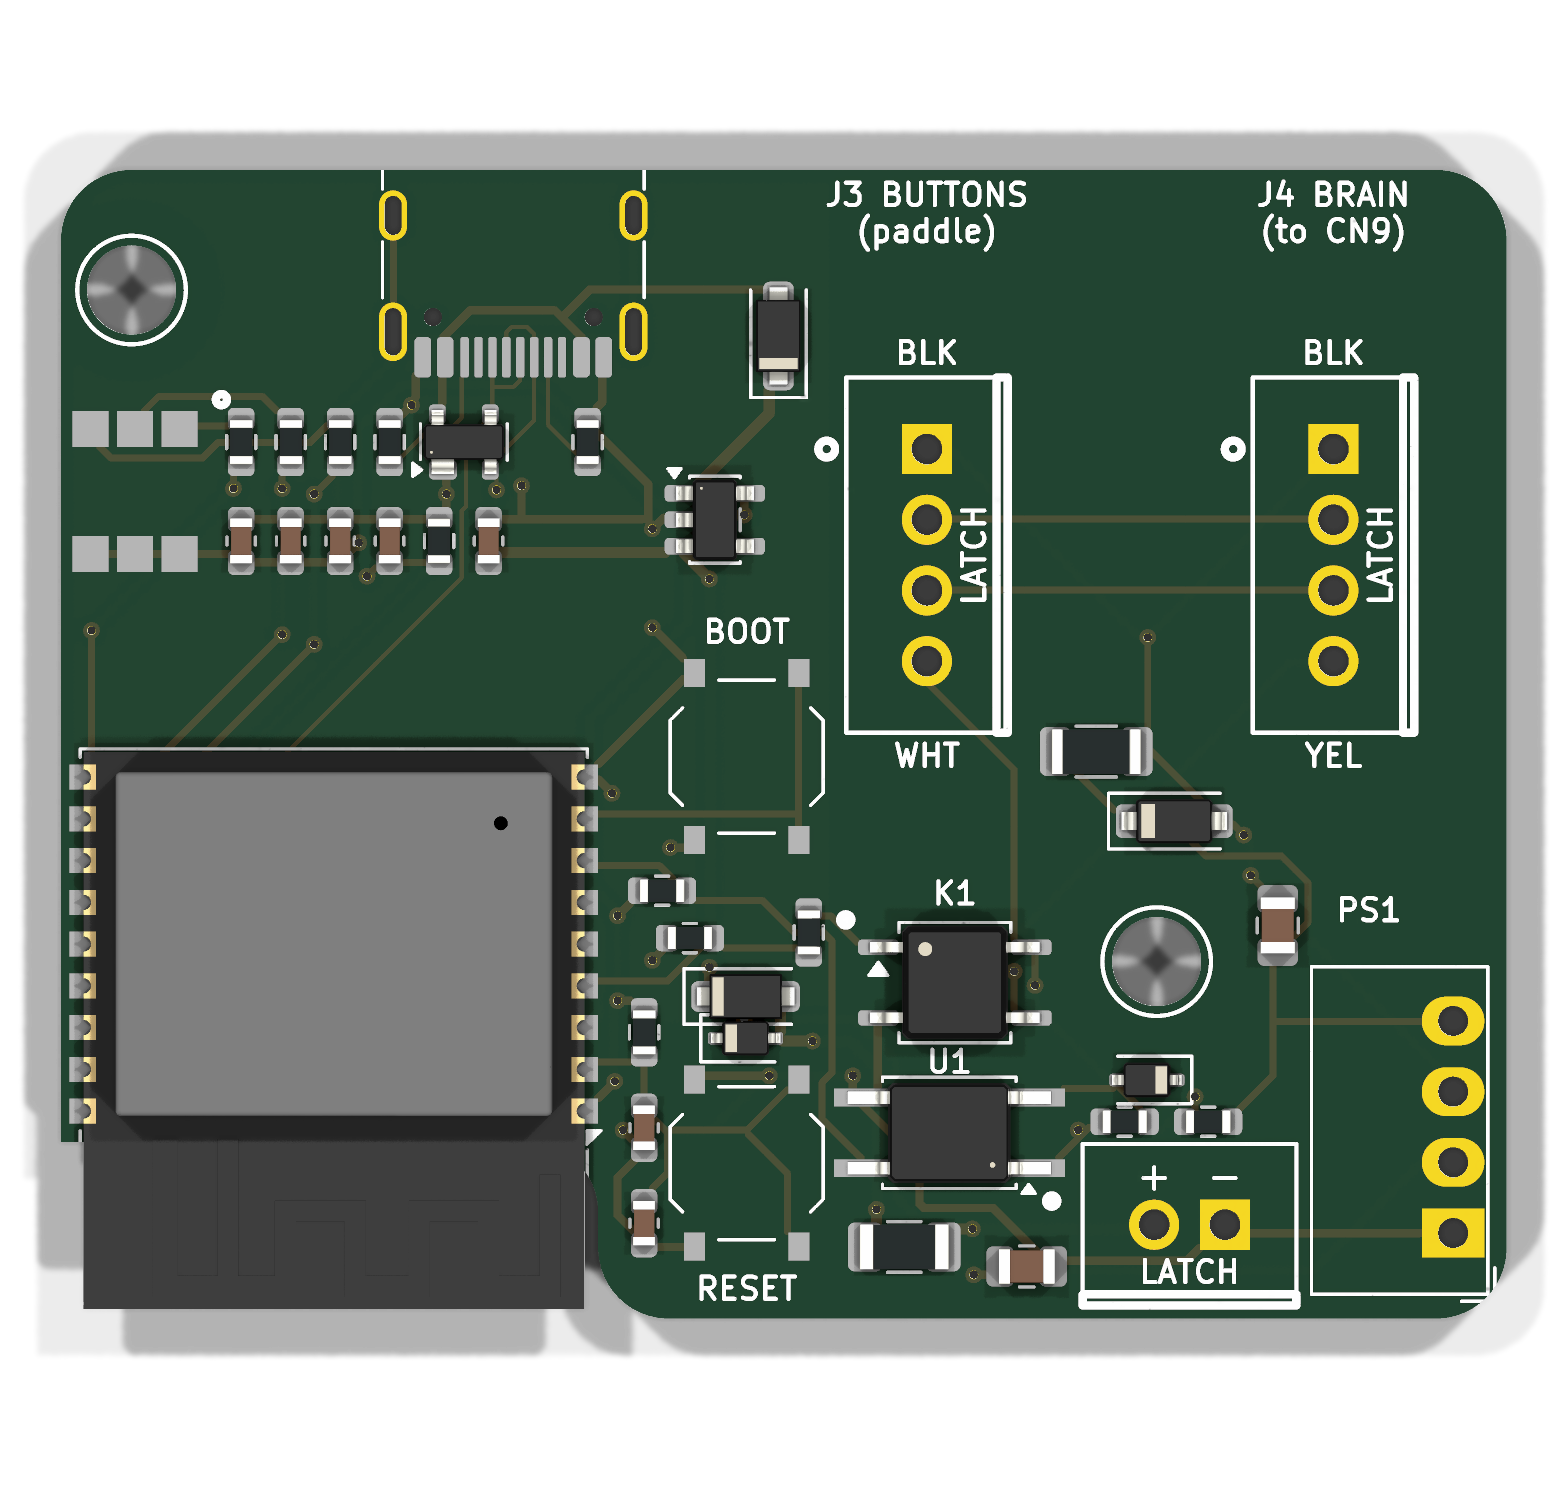 J3 BUTTONS
(paddle)
J4 BRAIN
(to CN9)
BLK
BLK
LATCH
LATCH
BOOT
WHT
YEL
K1
PS1
U1
+ −
LATCH
RESET